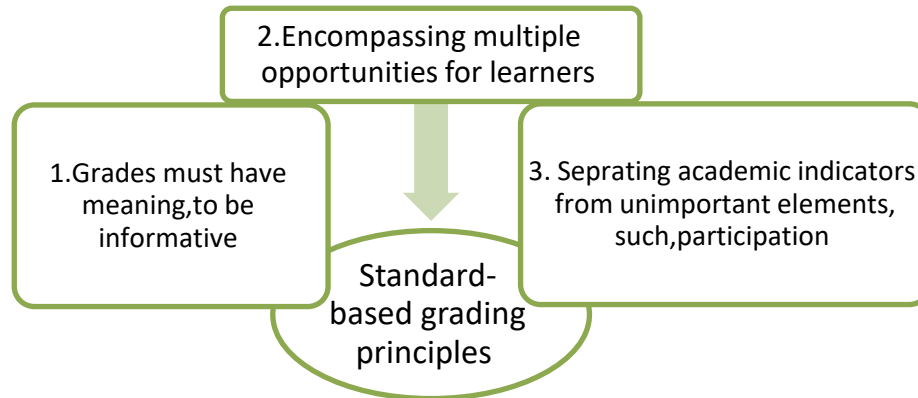 2.Encompassing multiple
opportunities for learners
1.Grades must have
meaning,to be
informative
3. Seprating academic indicators
from unimportant elements,
such,participation
Standard-
based grading
principles